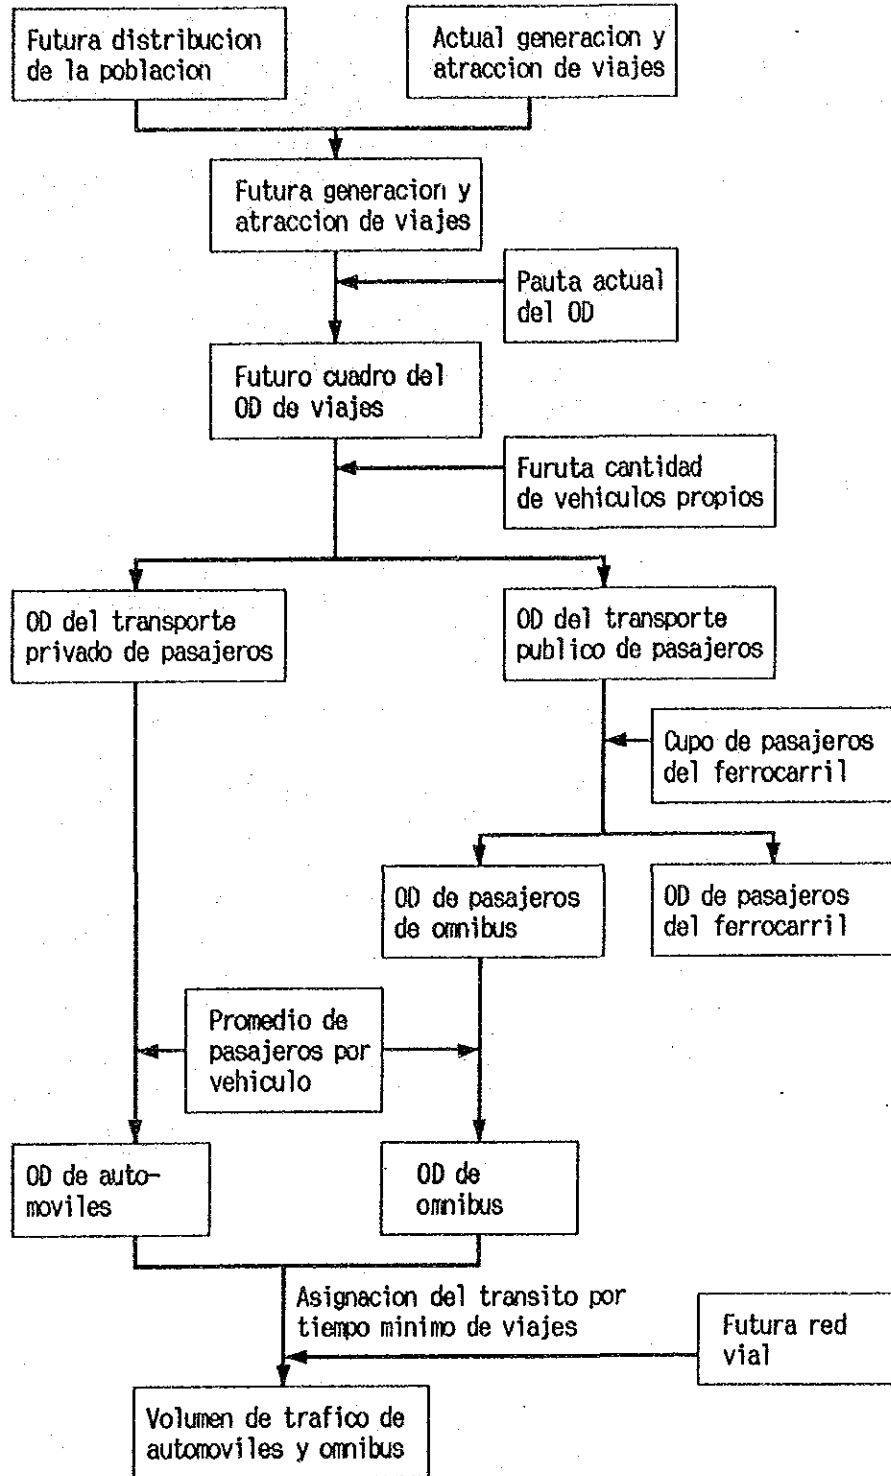 Futura distribucion
de la poblacion
Actual generacion y
atraccion de viajes
Futura generacion y
atraccion de viajes
Pauta actual
del OD
Futuro cuadro del
OD de viajes
Furuta cantidad
de vehiculos propios
OD del transporte
privado de pasajeros
OD del transporte
publico de pasajeros
Cupo de pasajeros
del ferrocarril
OD de pasajeros
de omnibus
OD de pasajeros
del ferrocarril
Promedio de
pasajeros por
vehiculo
OD de auto-
moviles
OD de
omnibus
Asignacion del transito por
tiempo minimo de viajes
Futura red
vial
Volumen de trafico de
automoviles y omnibus